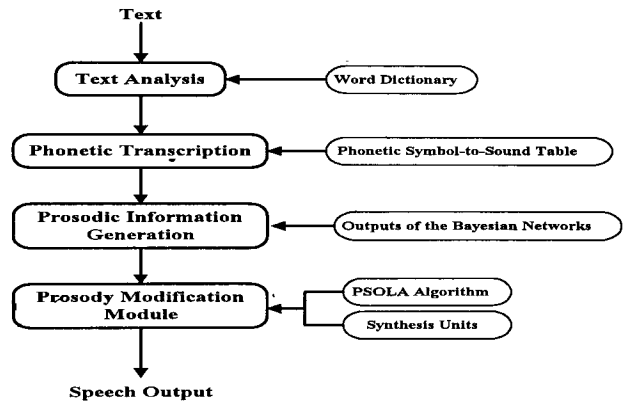 Text
Text Analysis
Word Dictionary
Phonetic Transcription
Phonetic Symbol-to-Sound Table
Prosodic Information
Generation
Outputs of the Bayesian Networks
Prosody Modification
Module
PSOLA Algorithm
Synthesis Units
Speech Output